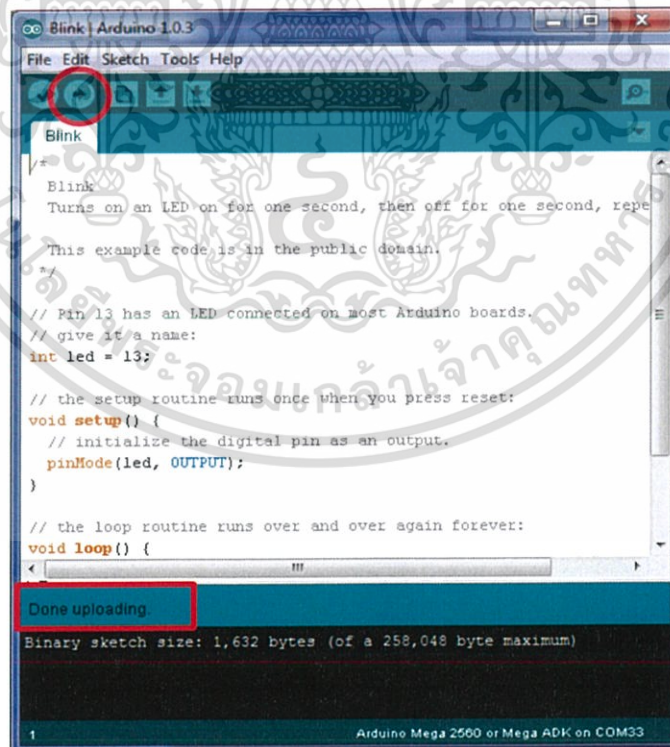 Blink | Arduino 1.0.3
File Edit Sketch Tools Help
Blink
/*
Blink
Turns on an LED on for one second, then off for one second, repe
This example code is in the public domain.
*/
// Pin 13 has an LED connected on most Arduino boards.
// give it a name:
int led = 13;
// the setup routine runs once when you press reset:
void setup() {
// initialize the digital pin as an output.
pinMode(led, OUTPUT);
}
// the loop routine runs over and over again forever:
void loop() {
Done uploading.
Binary sketch size: 1,632 bytes (of a 258,048 byte maximum)
1
Arduino Mega 2560 or Mega ADK on COM33